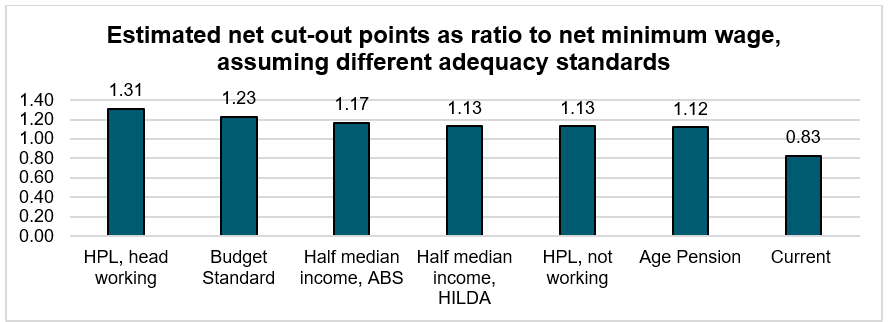 Estimated net cut-out points as ratio to net minimum wage,
assuming different adequacy standards
1.31
1.23
1.17
1.13
1.13
1.12
0.83
1.40
1.20
1.00
0.80
0.60
0.40
0.20
0.00
HPL, head
working
Budget
Standard
Half median
income, ABS
Half median
income,
HILDA
HPL, not
working
Age Pension
Current